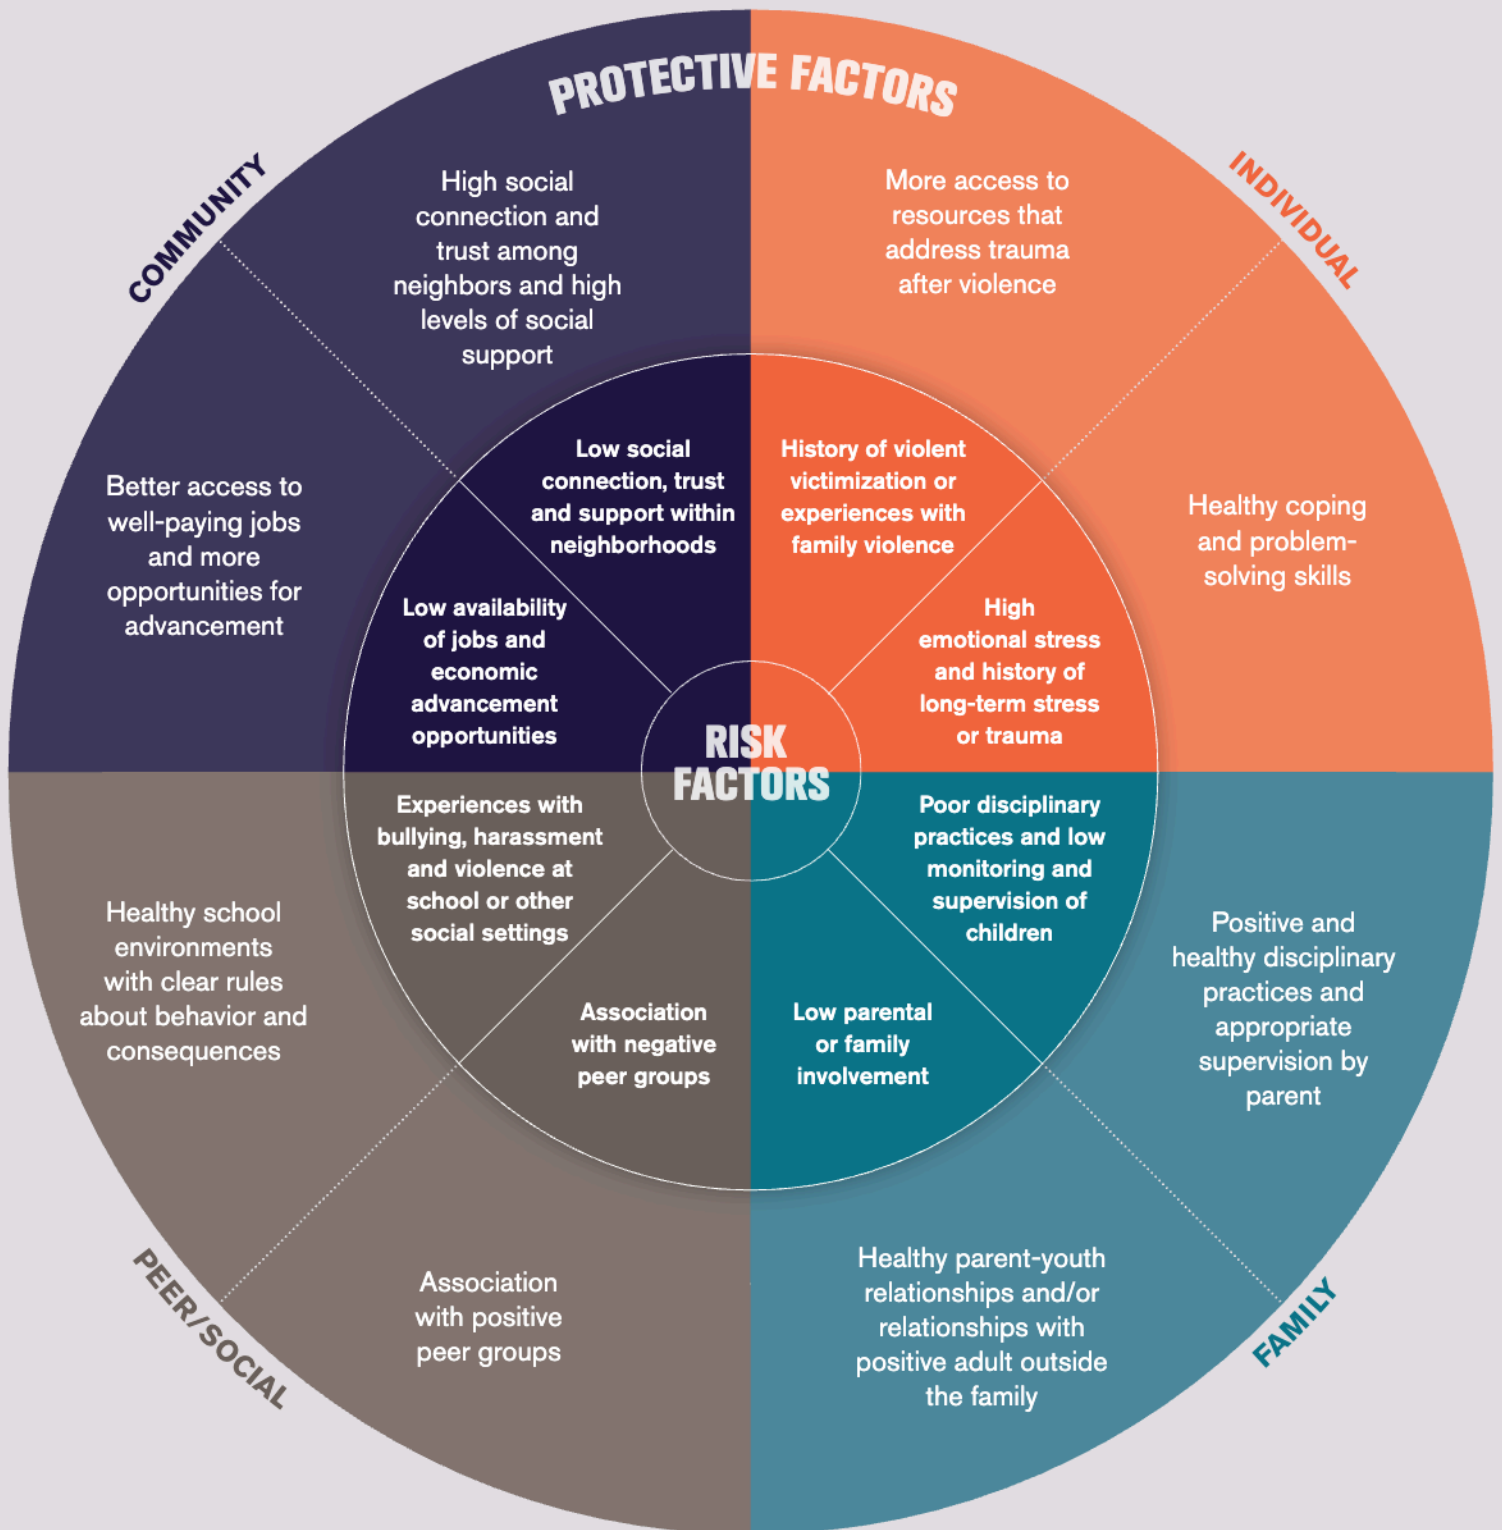 PROTECTIVE FACTORS
COMMUNITY
High social
connection and
trust among
neighbors and high
levels of social
support
Better access to
well-paying jobs
and more
opportunities for
advancement
INDIVIDUAL
More access to
resources that
address trauma
after violence
Healthy coping
and problem-
solving skills
Low social
connection, trust
and support within
neighborhoods
Low availability
of jobs and
economic
advancement
opportunities
History of violent
victimization or
experiences with
family violence
High
emotional stress
and history of
long-term stress
or trauma
RISK
FACTORS
Experiences with
bullying, harassment
and violence at
school or other
social settings
Association
with negative
peer groups
Poor disciplinary
practices and low
monitoring and
supervision of
children
Low parental
or family
involvement
Healthy school
environments
with clear rules
about behavior and
consequences
Association
with positive
peer groups
PEER/SOCIAL
Positive and
healthy disciplinary
practices and
appropriate
supervision by
parent
Healthy parent-youth
relationships and/or
relationships with
positive adult outside
the family
FAMILY